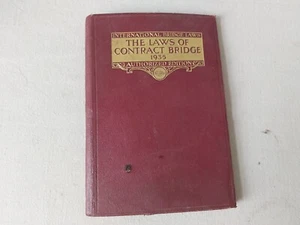 INTERNATIONAL BRIDGE LAWS
THE LAWS OF
CONTRACT BRIDGE
1935
AUTHORIZED EDITION